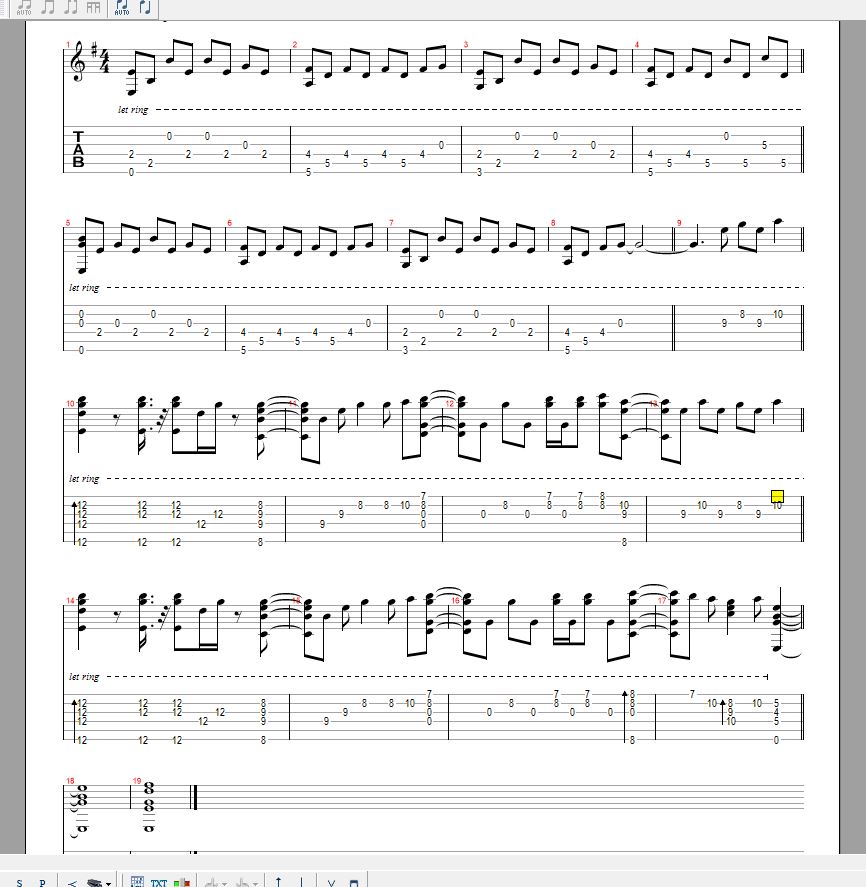 AUTO AUTO
1 2 3 4
4
4
let ring
0 0 0 0 0
T 0 0 0 5
A 2 2 2 2 4 4 4 4 2 2 2 2 4 4
B 2 5 5 5 2 5 5 5 5
0 5 3 5
5 6 7 8 9
let ring
0 0 0 0 8 10
0 0 0 0 0 0 9 9
2 2 2 4 4 4 4 2 2 2 2 4 4
5 5 5 2 5
0 5 3 5
10 11 12 13
let ring
7 7 7 8
12 12 12 8 8 8 10 8 8 8 8 8 10 10 8 10
12 12 12 12 9 9 0 0 0 0 9 9 9 9
12 12 12 12 9 9 0
12 12 12 8 8
14 15 16 17
let ring
7 7 7 8 7
12 12 12 8 8 8 10 8 8 8 8 8 10 8 10 5
12 12 12 12 9 9 0 0 0 0 0 9 4
12 12 12 12 9 9 0 10 5
12 12 12 8 8 0
18 19
S P TXT